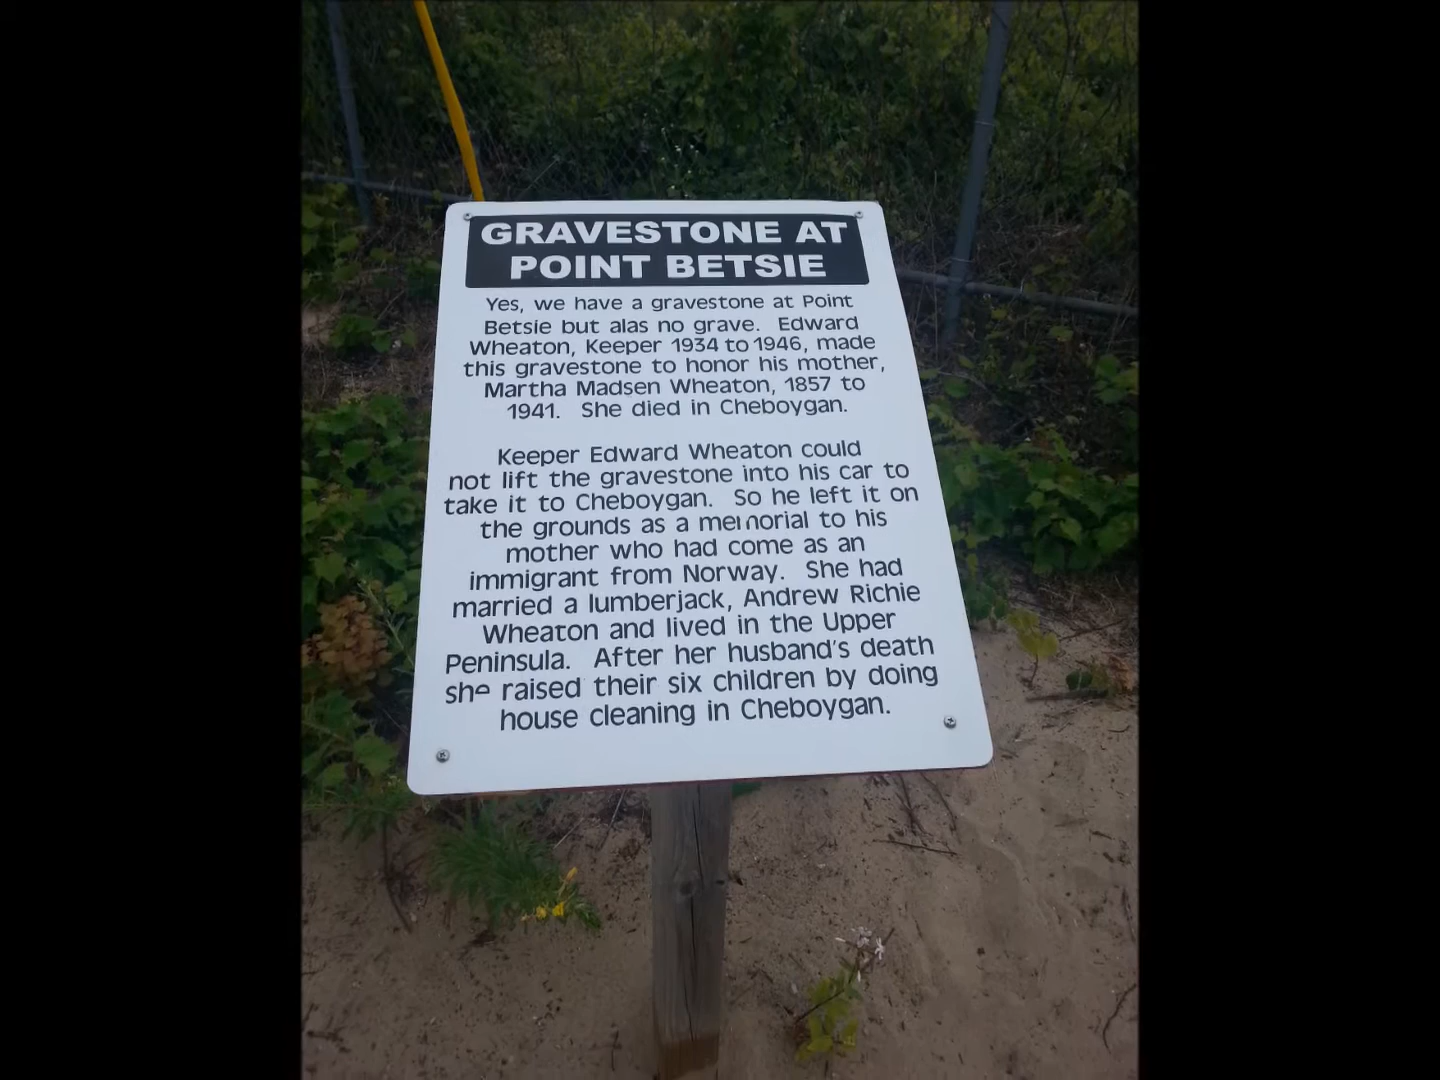 GRAVESTONE AT
POINT BETSIE
Yes, we have a gravestone at Point
Betsie but alas no grave. Edward
Wheaton, Keeper 1934 to 1946, made
this gravestone to honor his mother,
Martha Madsen Wheaton, 1857 to
1941. She died in Cheboygan.
Keeper Edward Wheaton could
not lift the gravestone into his car to
take it to Cheboygan. So he left it on
the grounds as a memorial to his
mother who had come as an
immigrant from Norway. She had
married a lumberjack, Andrew Richie
Wheaton and lived in the Upper
Peninsula. After her husband's death
she raised their six children by doing
house cleaning in Cheboygan.